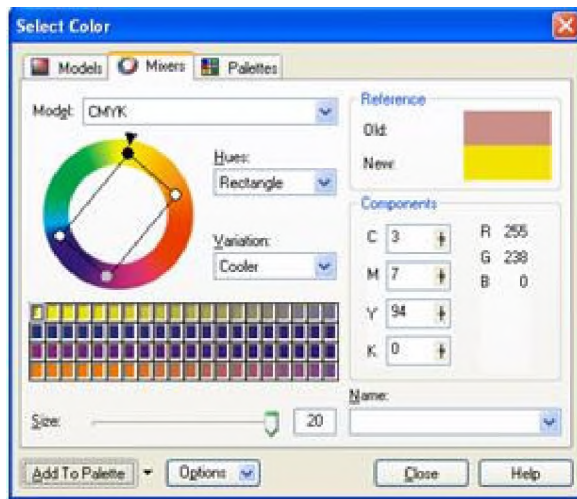 Select Color
Models Mixers Palettes
Model: CMYK
Hues:
Rectangle
Variation:
Cooler
Size: 20
Reference
Old:
New:
Components
C 3 R 255
M 7 G 238
Y 94 B 0
K 0
Name:
Add To Palette Options Close Help